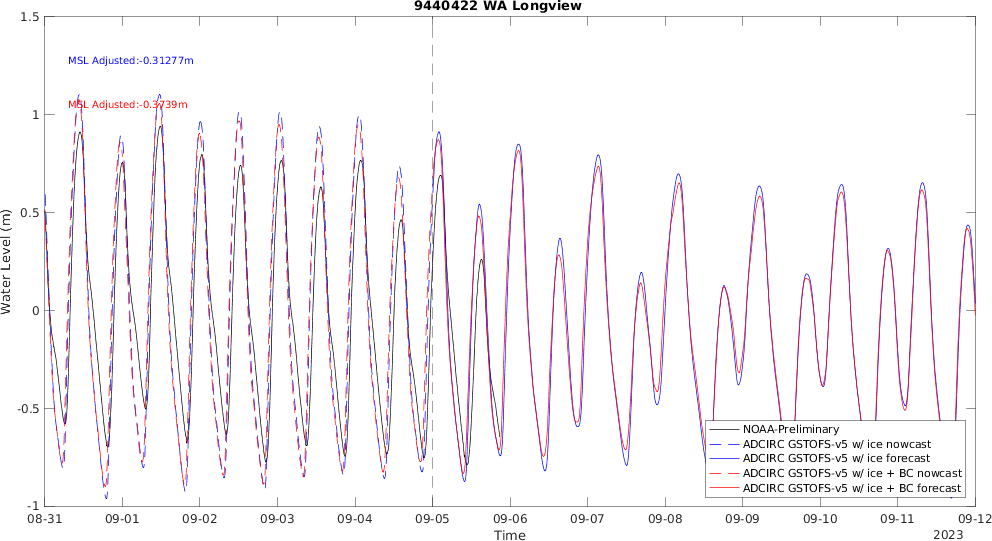 9440422 WA Longview
1.5
MSL Adjusted:-0.31277m
MSL Adjusted:-0.3739m
1
0.5
Water Level (m)
0
-0.5
NOAA-Preliminary
ADCIRC GSTOFS-v5 w/ ice nowcast
ADCIRC GSTOFS-v5 w/ ice forecast
ADCIRC GSTOFS-v5 w/ ice + BC nowcast
ADCIRC GSTOFS-v5 w/ ice + BC forecast
-1
08-31 09-01 09-02 09-03 09-04 09-05 09-06 09-07 09-08 09-09 09-10 09-11 09-12
Time
2023